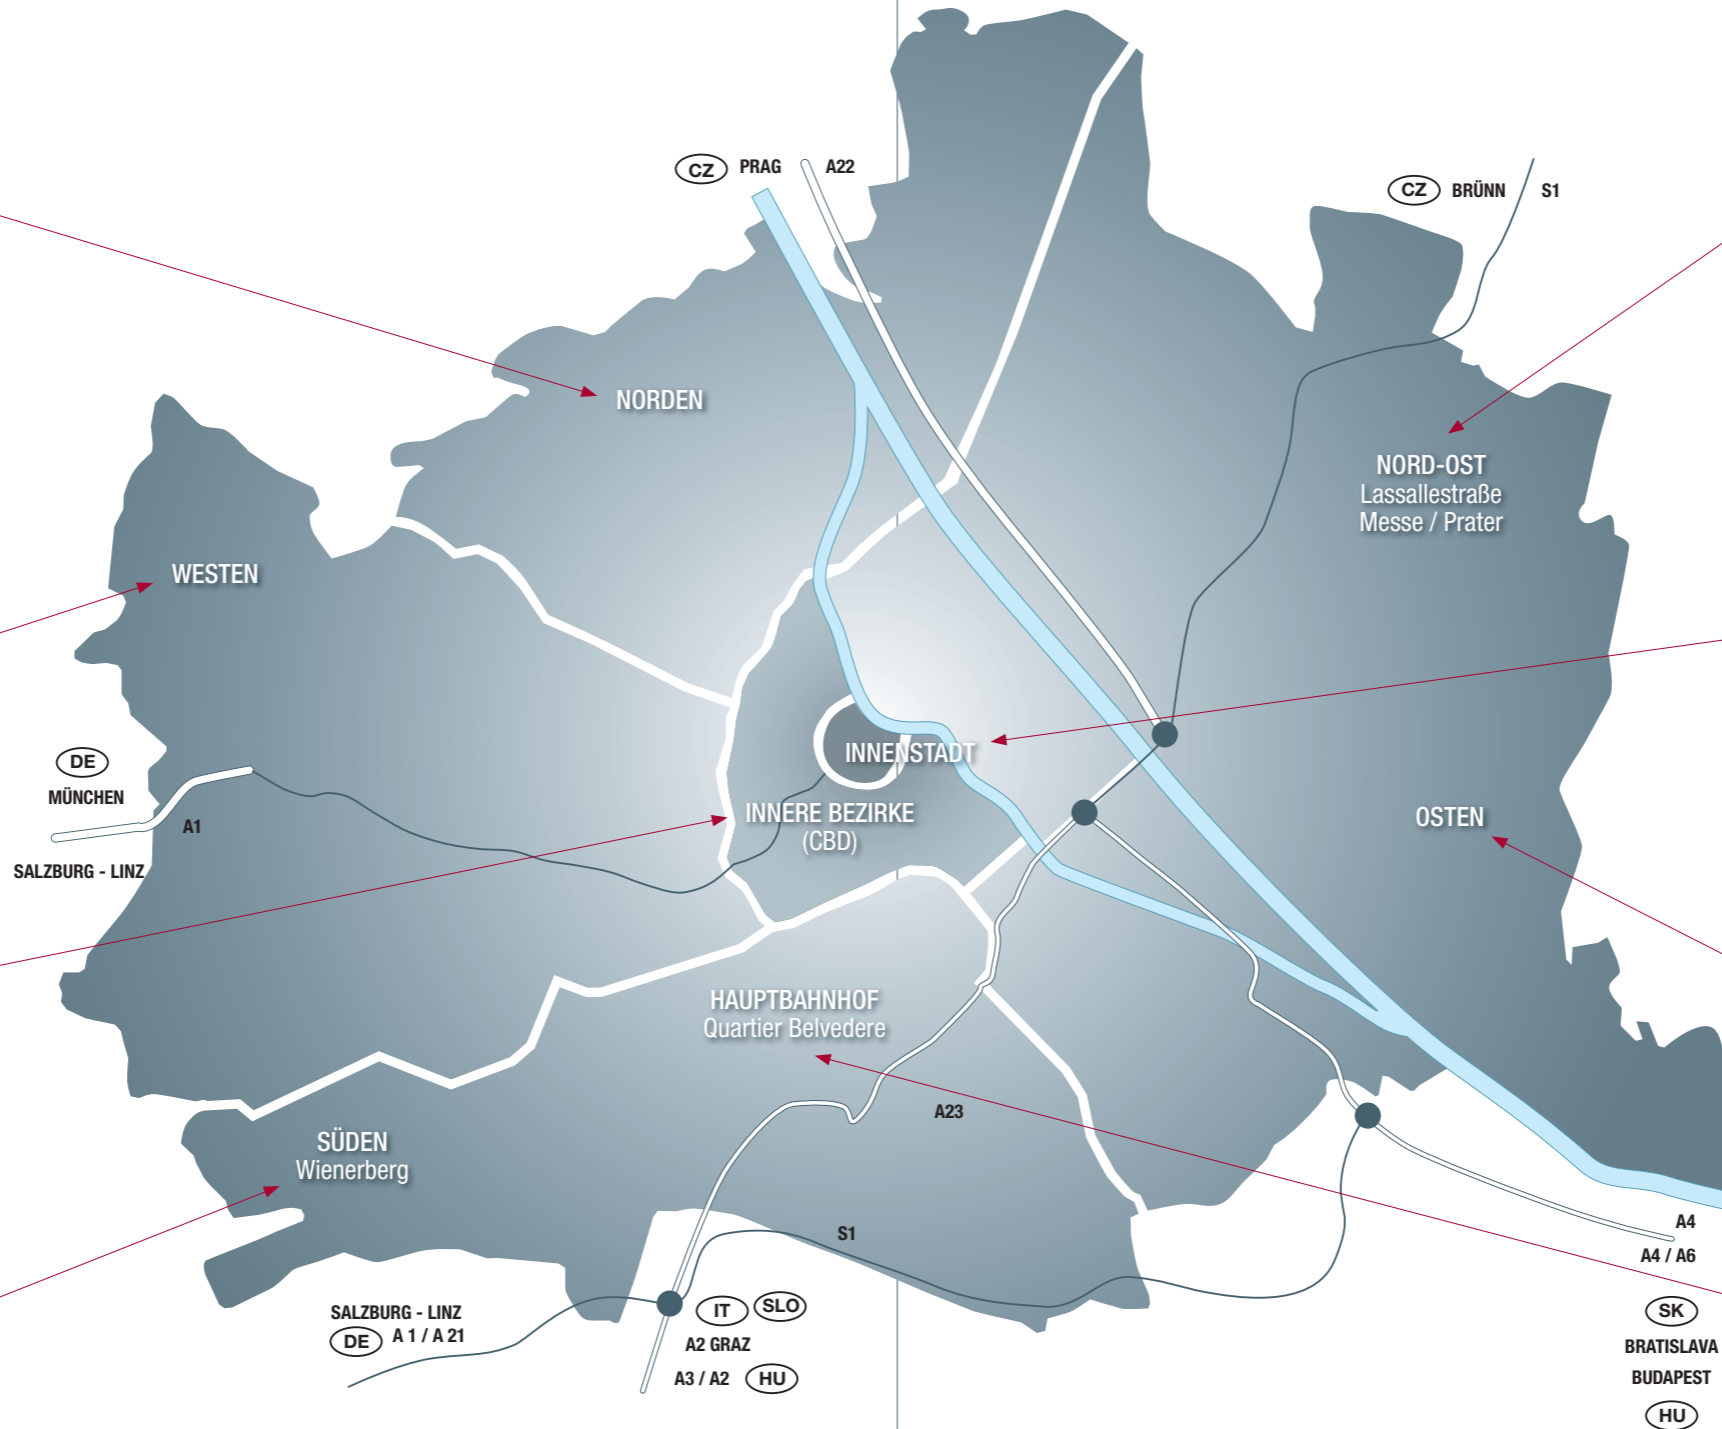 CZ PRAG A22
CZ BRÜNN S1
NORDEN
NORD-OST
Lassallestraße
Messe / Prater
WESTEN
DE
MÜNCHEN
A1
SALZBURG - LINZ
INNENSTADT
INNERE BEZIRKE
(CBD)
OSTEN
HAUPTBAHNHOF
Quartier Belvedere
A23
SÜDEN
Wienerberg
S1
A4
A4 / A6
SK
BRATISLAVA
BUDAPEST
HU
SALZBURG - LINZ
DE A 1 / A 21
IT SLO
A2 GRAZ
A3 / A2 HU